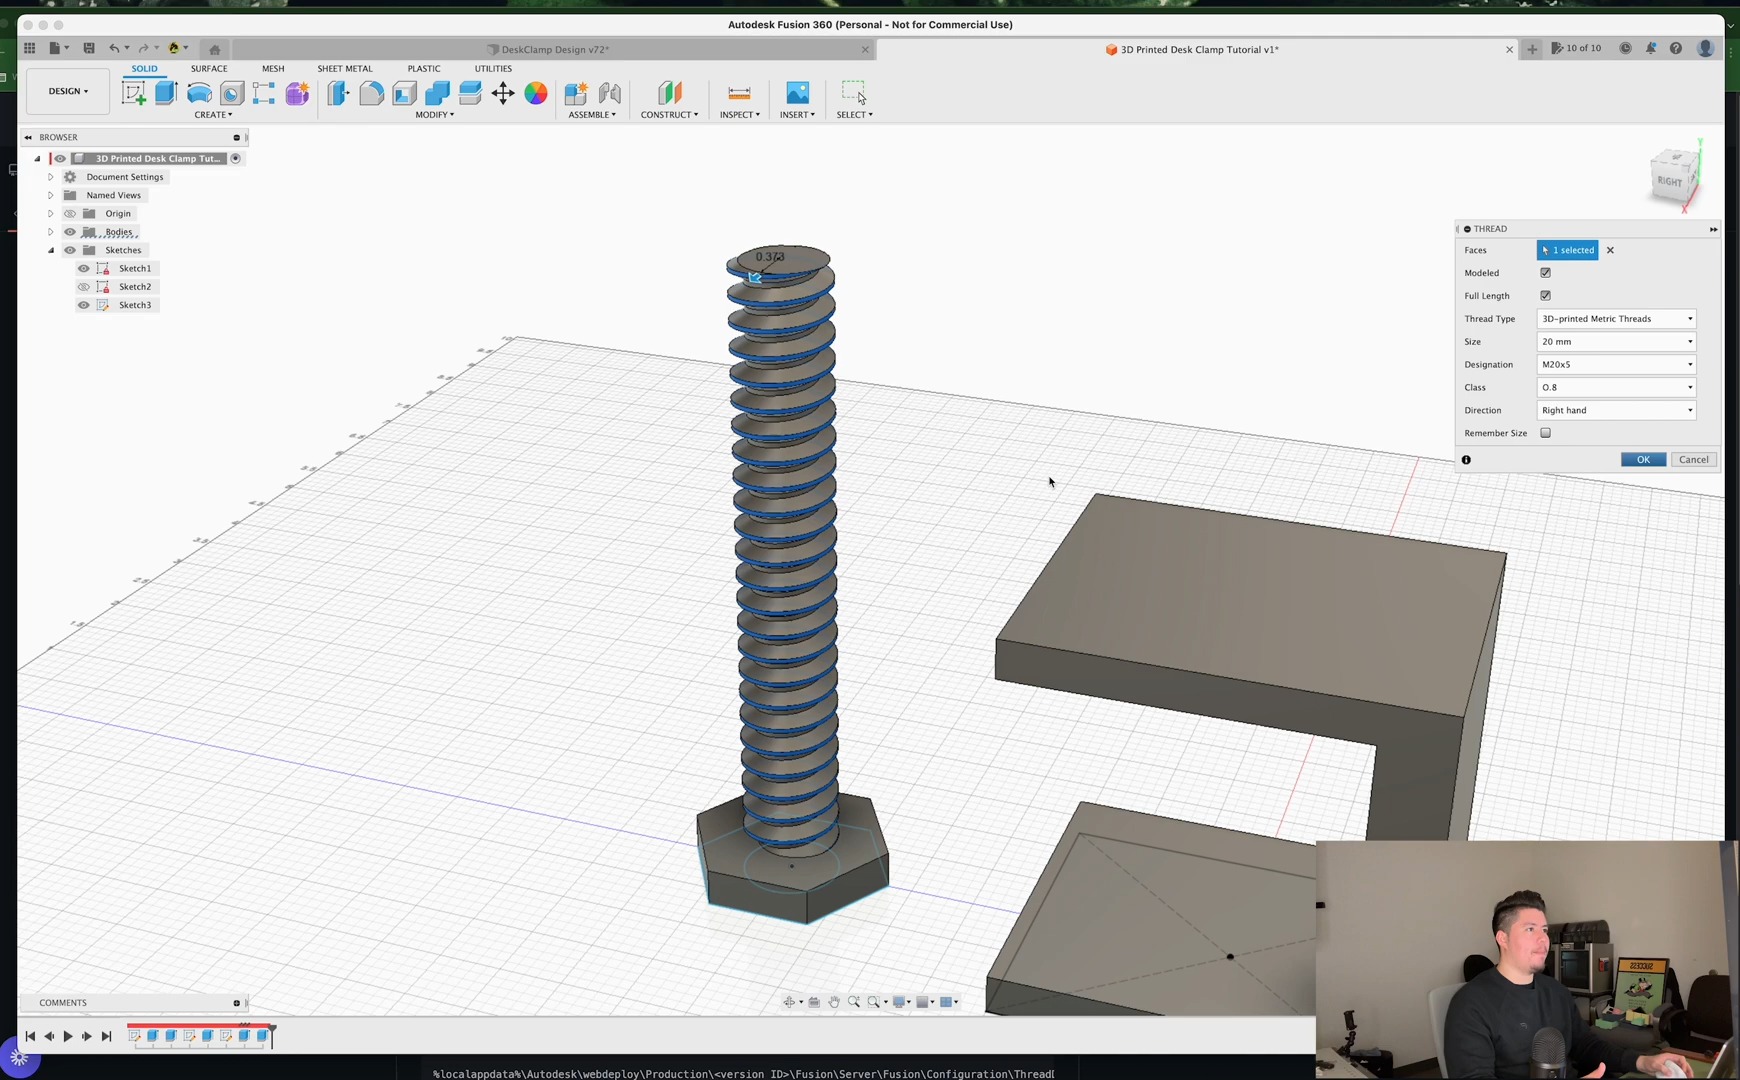 Autodesk Fusion 360 (Personal - Not for Commercial Use)
DeskClamp Design v72*
3D Printed Desk Clamp Tutorial v1*
10 of 10
DESIGN
SOLID
SURFACE
MESH
SHEET METAL
PLASTIC
UTILITIES
CREATE
MODIFY
ASSEMBLE
CONSTRUCT
INSPECT
INSERT
SELECT
BROWSER
3D Printed Desk Clamp Tut...
Document Settings
Named Views
Origin
Bodies
Sketches
Sketch1
Sketch2
Sketch3
0.373
RIGHT
Y
X
THREAD
Faces 1 selected
Modeled
Full Length
Thread Type 3D-printed Metric Threads
Size 20 mm
Designation M20x5
Class O.8
Direction Right hand
Remember Size
OK Cancel
COMMENTS
%localappdata%\Autodesk\webdeploy\Production\<version ID>\Fusion\Server\Fusion\Configuration\Thread